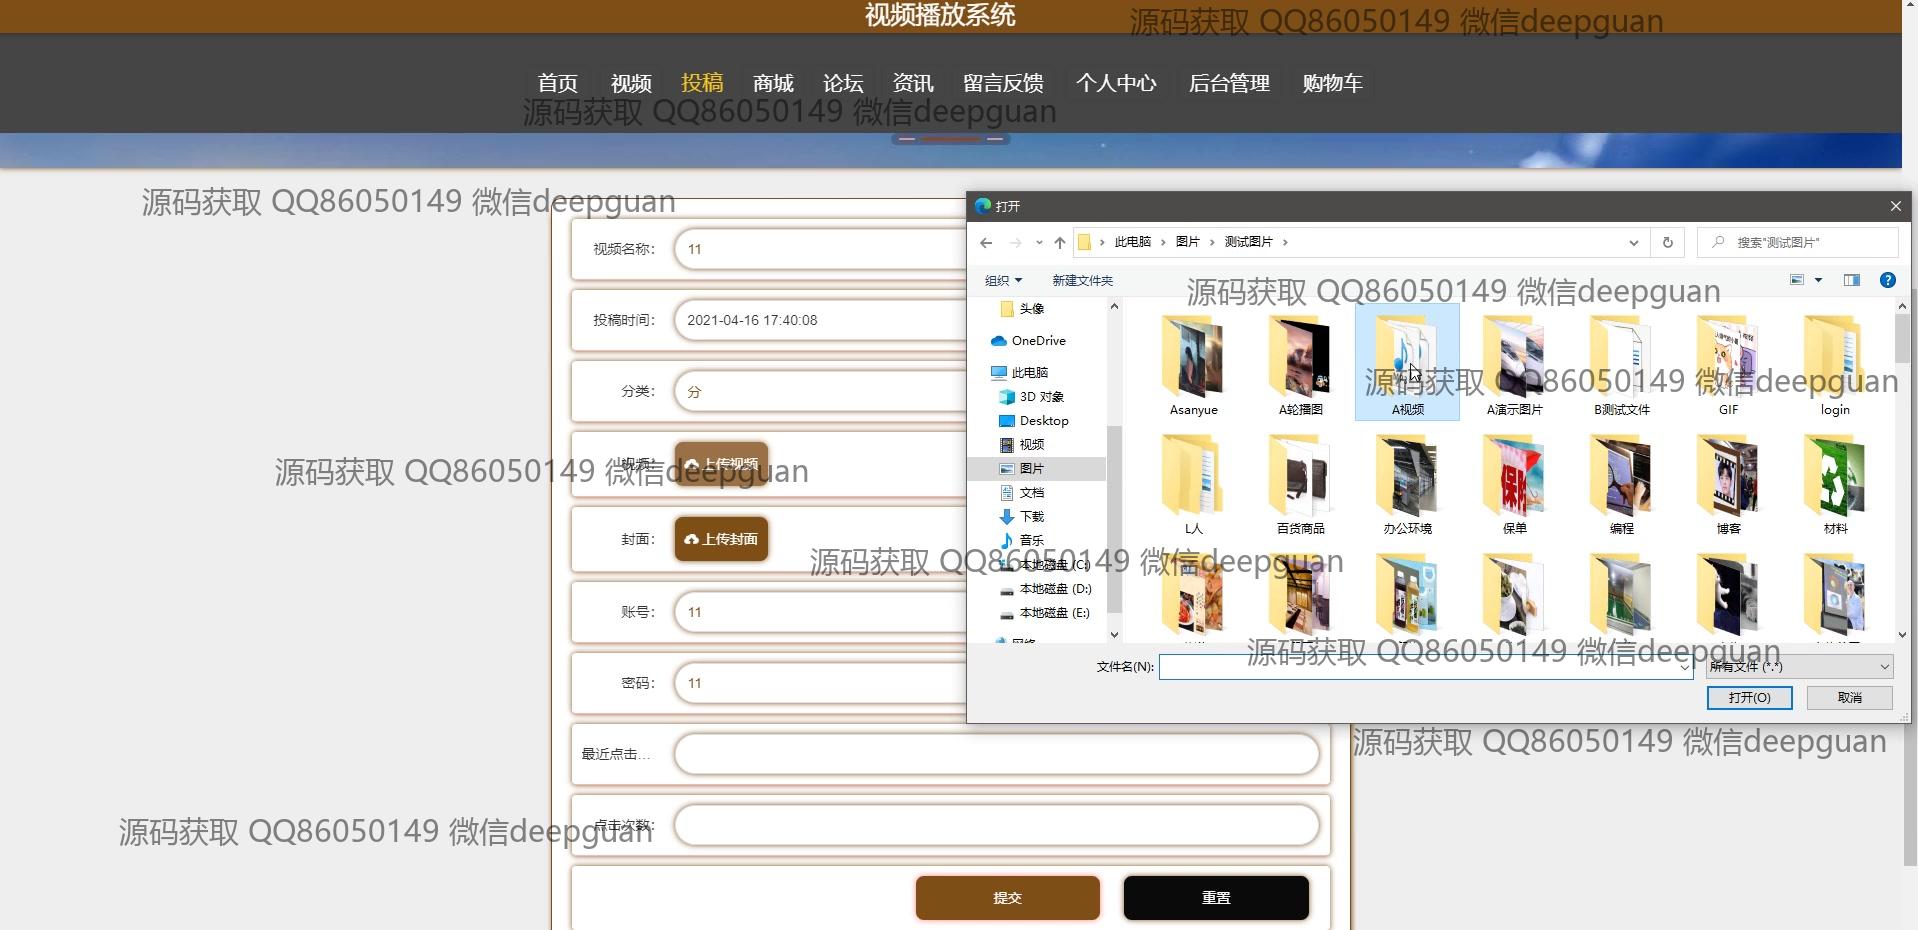 视频播放系统
源码获取 QQ86050149 微信deepguan
首页 视频 投稿 商城 论坛 资讯 留言反馈 个人中心 后台管理 购物车
源码获取 QQ86050149 微信deepguan
源码获取 QQ86050149 微信deepguan
视频名称： 11
投稿时间： 2021-04-16 17:40:08
分类： 分
视频： 上传视频
源码获取 QQ86050149 微信deepguan
封面： 上传封面
账号： 11
密码： 11
最近点击...
点击次数：
源码获取 QQ86050149 微信deepguan
提交 重置
打开
此电脑 › 图片 › 测试图片 ›
搜索"测试图片"
组织 新建文件夹
源码获取 QQ86050149 微信deepguan
头像
OneDrive
此电脑
3D 对象
Desktop
视频
图片
文档
下载
音乐
本地磁盘 (C:)
本地磁盘 (D:)
本地磁盘 (E:)
网络
源码获取 QQ86050149 微信deepguan
Asanyue A轮播图 A视频 A演示图片 B测试文件 GIF login
L人 百货商品 办公环境 保单 编程 博客 材料
源码获取 QQ86050149 微信deepguan
源码获取 QQ86050149 微信deepguan
文件名(N): 所有文件 (*.*)
打开(O) 取消
源码获取 QQ86050149 微信deepguan